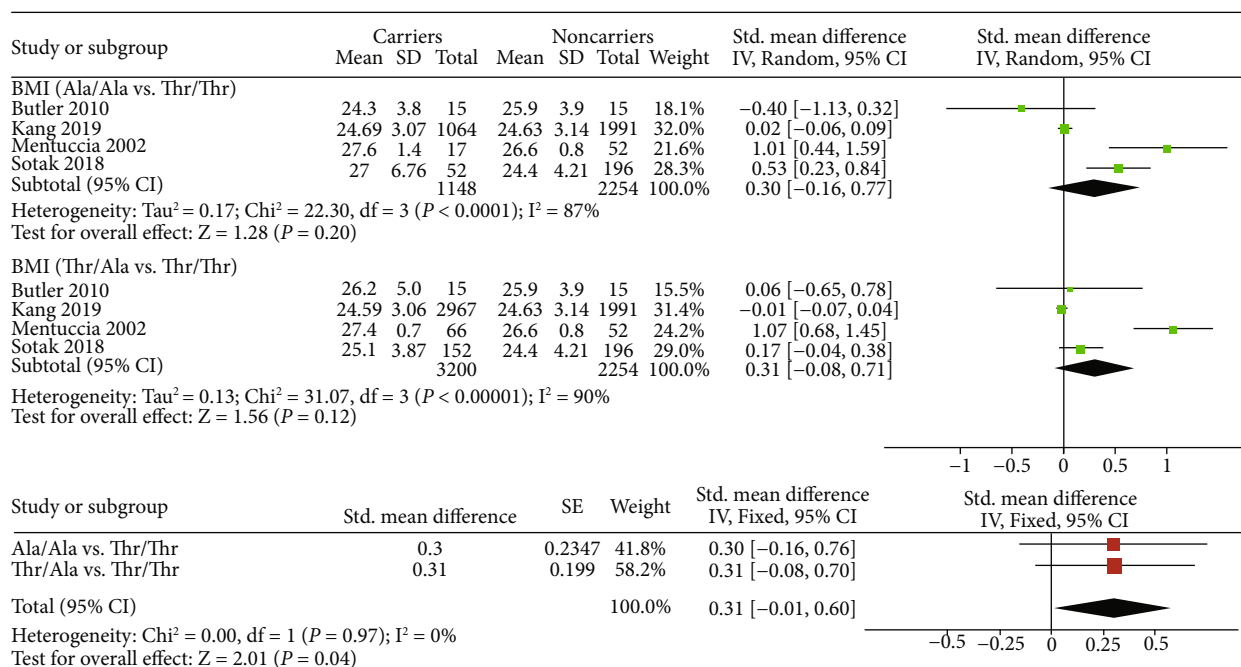 Study or subgroup Carriers Noncarriers Std. mean difference Std. mean difference
Mean SD Total Mean SD Total Weight IV, Random, 95% CI IV, Random, 95% CI
BMI (Ala/Ala vs. Thr/Thr)
Butler 2010 24.3 3.8 15 25.9 3.9 15 18.1% −0.40 [−1.13, 0.32]
Kang 2019 24.69 3.07 1064 24.63 3.14 1991 32.0% 0.02 [−0.06, 0.09]
Mentuccia 2002 27.6 1.4 17 26.6 0.8 52 21.6% 1.01 [0.44, 1.59]
Sotak 2018 27 6.76 52 24.4 4.21 196 28.3% 0.53 [0.23, 0.84]
Subtotal (95% CI) 1148 2254 100.0% 0.30 [−0.16, 0.77]
Heterogeneity: Tau² = 0.17; Chi² = 22.30, df = 3 (P < 0.0001); I² = 87%
Test for overall effect: Z = 1.28 (P = 0.20)
BMI (Thr/Ala vs. Thr/Thr)
Butler 2010 26.2 5.0 15 25.9 3.9 15 15.5% 0.06 [−0.65, 0.78]
Kang 2019 24.59 3.06 2967 24.63 3.14 1991 31.4% −0.01 [−0.07, 0.04]
Mentuccia 2002 27.4 0.7 66 26.6 0.8 52 24.2% 1.07 [0.68, 1.45]
Sotak 2018 25.1 3.87 152 24.4 4.21 196 29.0% 0.17 [−0.04, 0.38]
Subtotal (95% CI) 3200 2254 100.0% 0.31 [−0.08, 0.71]
Heterogeneity: Tau² = 0.13; Chi² = 31.07, df = 3 (P < 0.00001); I² = 90%
Test for overall effect: Z = 1.56 (P = 0.12)
−1 −0.5 0 0.5 1
Study or subgroup Std. mean difference SE Weight Std. mean difference Std. mean difference
IV, Fixed, 95% CI IV, Fixed, 95% CI
Ala/Ala vs. Thr/Thr 0.3 0.2347 41.8% 0.30 [−0.16, 0.76]
Thr/Ala vs. Thr/Thr 0.31 0.199 58.2% 0.31 [−0.08, 0.70]
Total (95% CI) 100.0% 0.31 [−0.01, 0.60]
Heterogeneity: Chi² = 0.00, df = 1 (P = 0.97); I² = 0%
−0.5 −0.25 0 0.25 0.5
Test for overall effect: Z = 2.01 (P = 0.04)